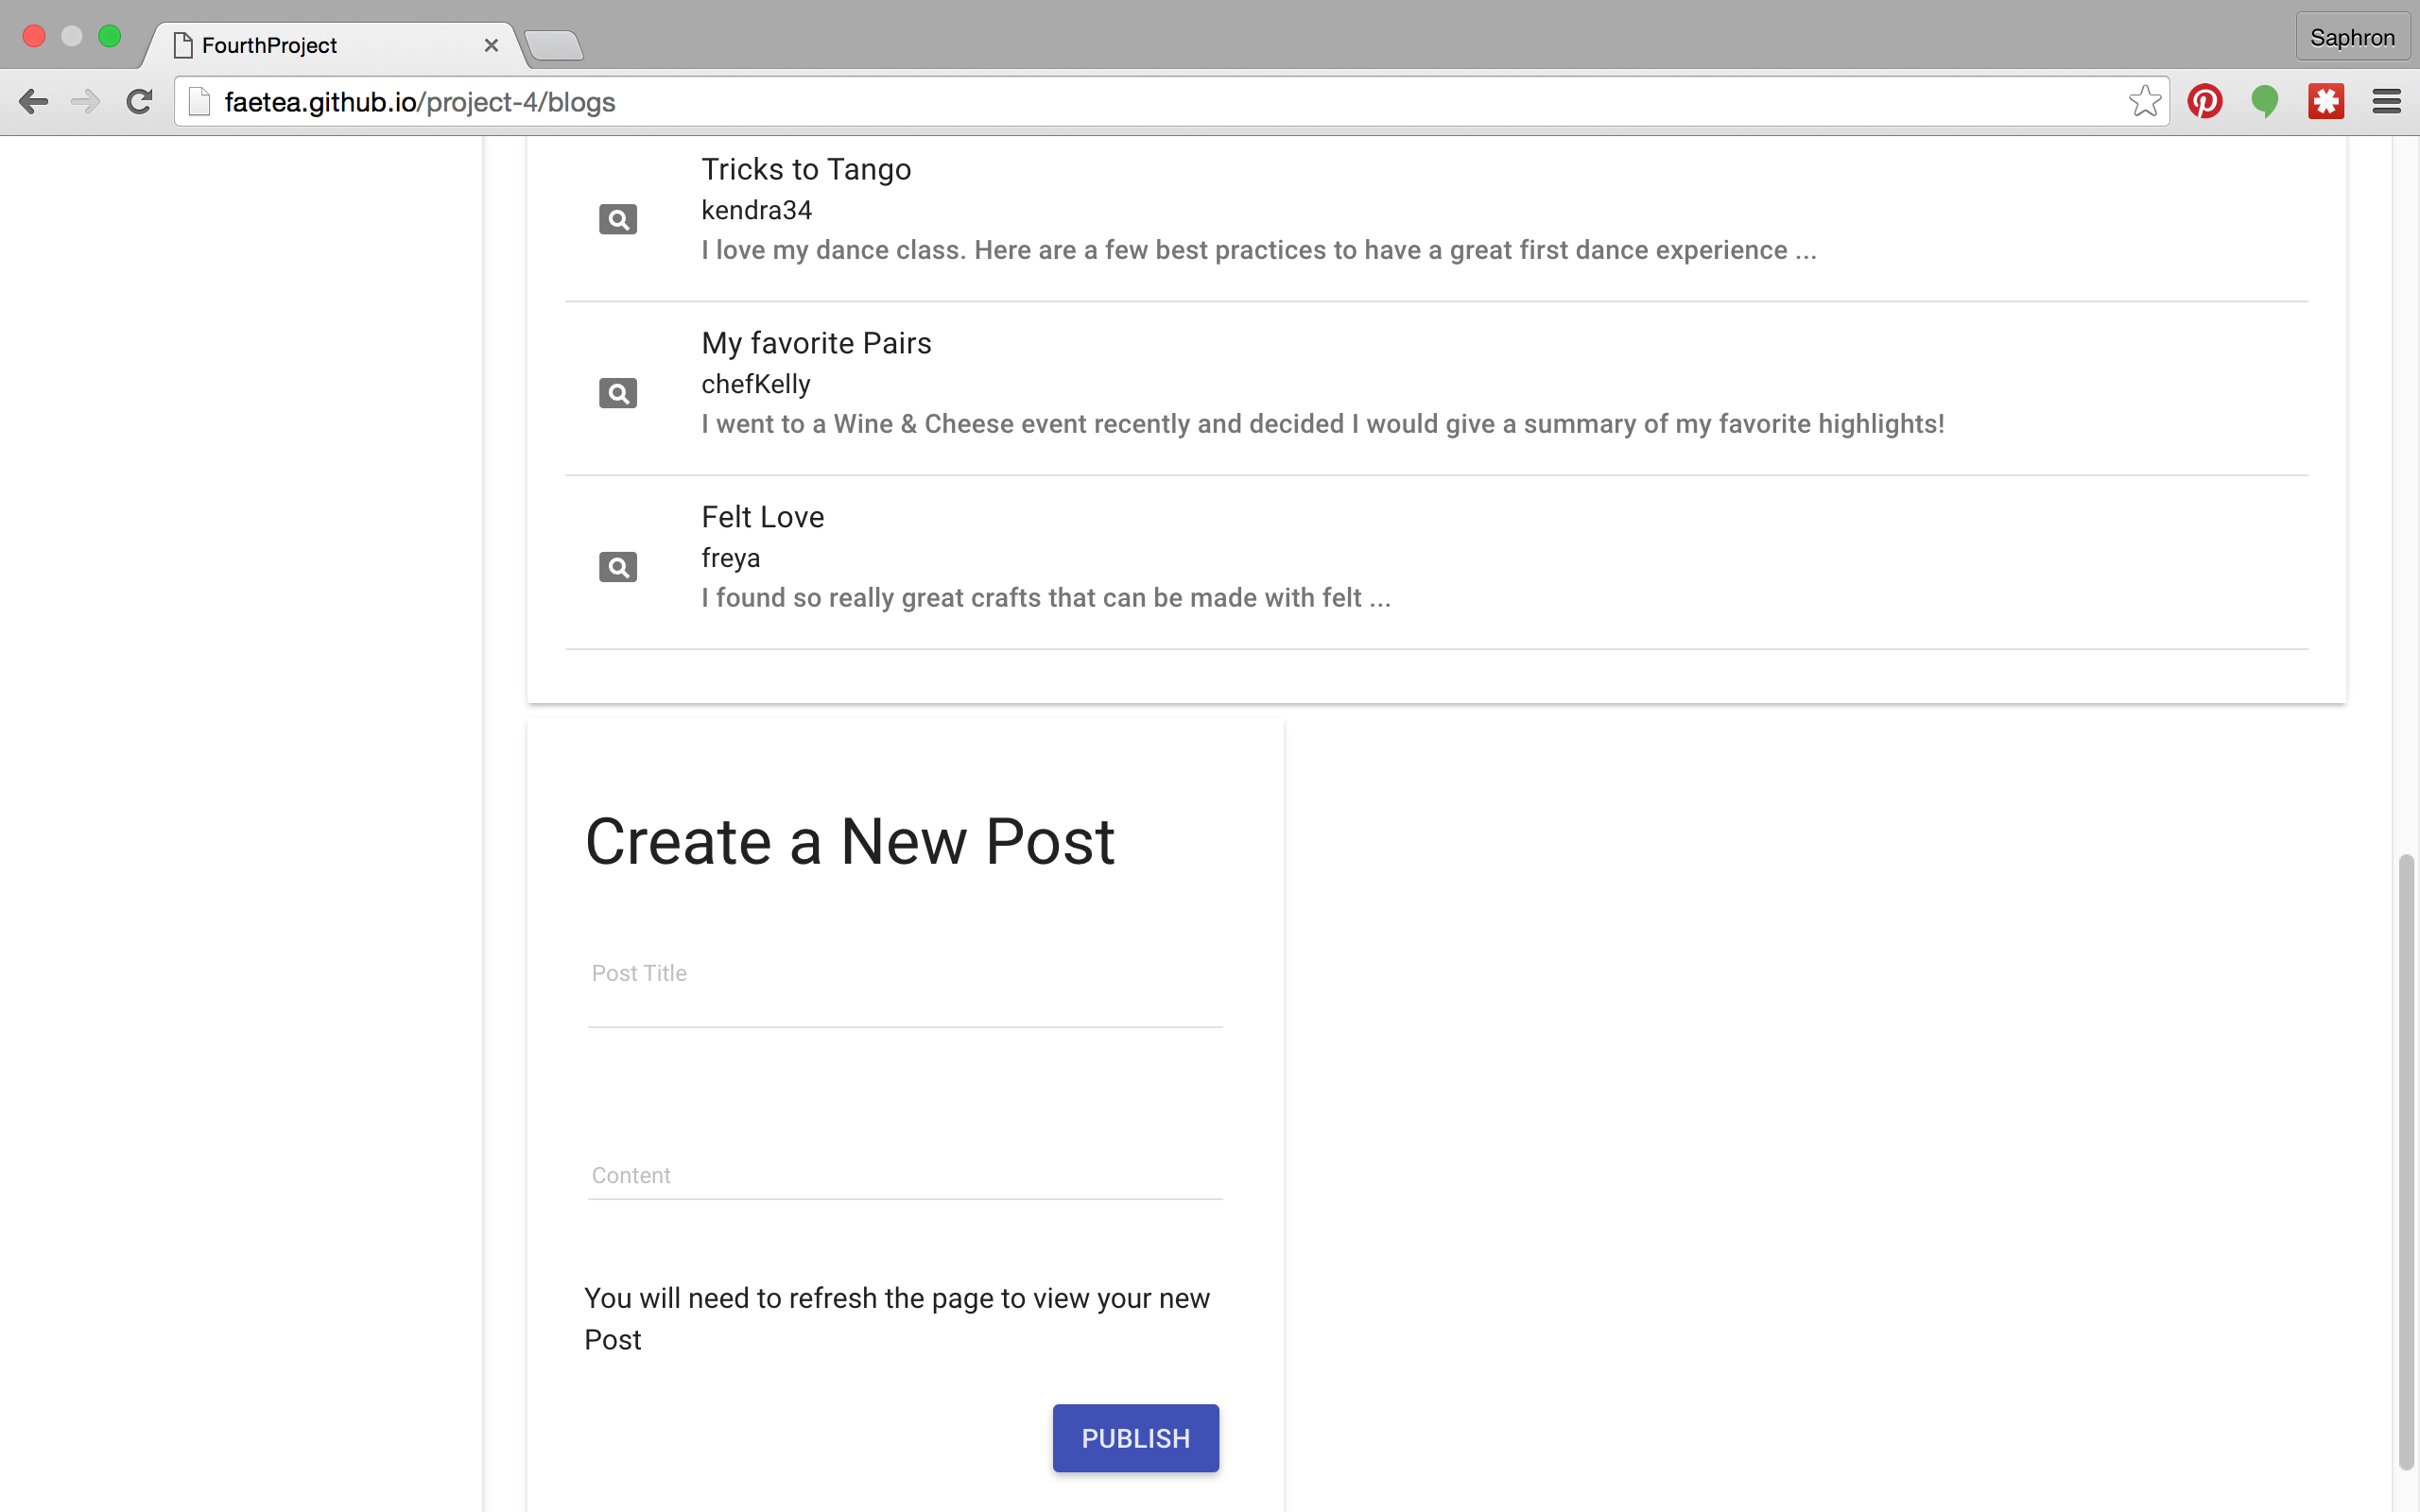 FourthProject
Saphron
faetea.github.io/project-4/blogs
Tricks to Tango
kendra34
I love my dance class. Here are a few best practices to have a great first dance experience ...
My favorite Pairs
chefKelly
I went to a Wine & Cheese event recently and decided I would give a summary of my favorite highlights!
Felt Love
freya
I found so really great crafts that can be made with felt ...
Create a New Post
Post Title
Content
You will need to refresh the page to view your new
Post
PUBLISH